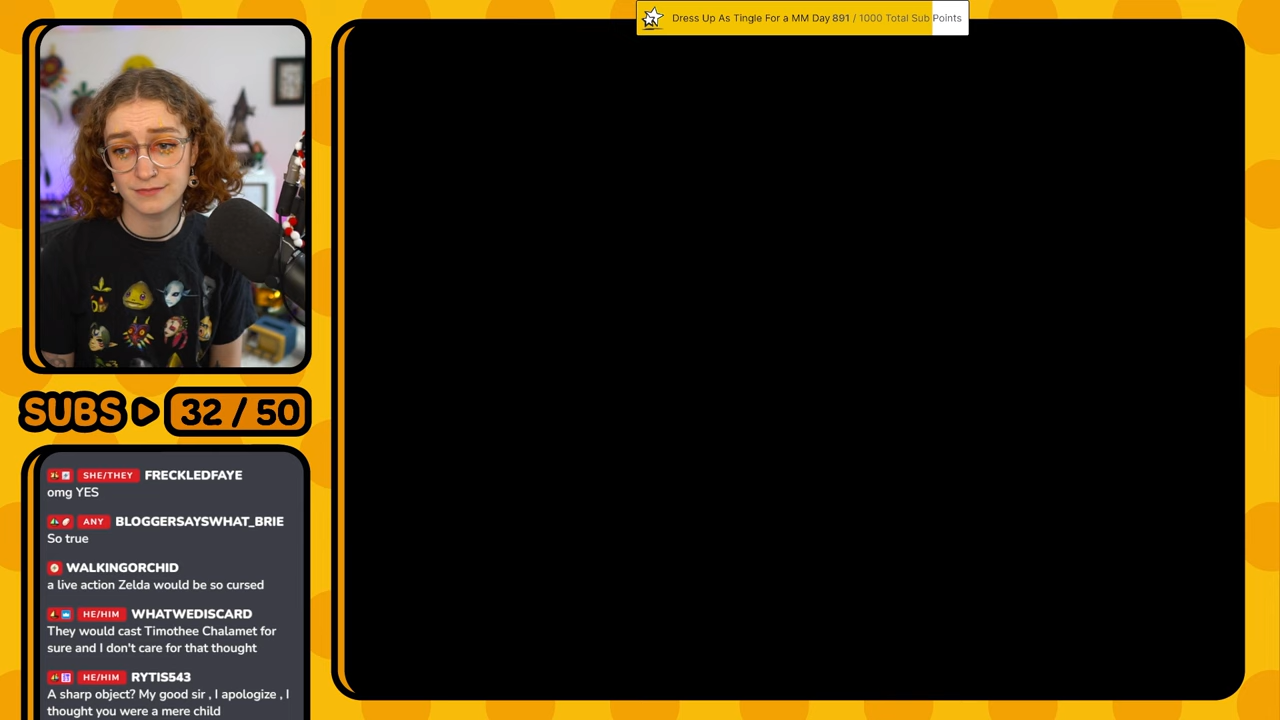 Dress Up As Tingle For a MM Day 891 / 1000 Total Sub Points
SUBS 32 / 50
SHE/THEY FRECKLEDFAYE
omg YES
ANY BLOGGERSAYSWHAT_BRIE
So true
WALKINGORCHID
a live action Zelda would be so cursed
HE/HIM WHATWEDISCARD
They would cast Timothee Chalamet for
sure and I don't care for that thought
HE/HIM RYTIS543
A sharp object? My good sir , I apologize , I
thought you were a mere child